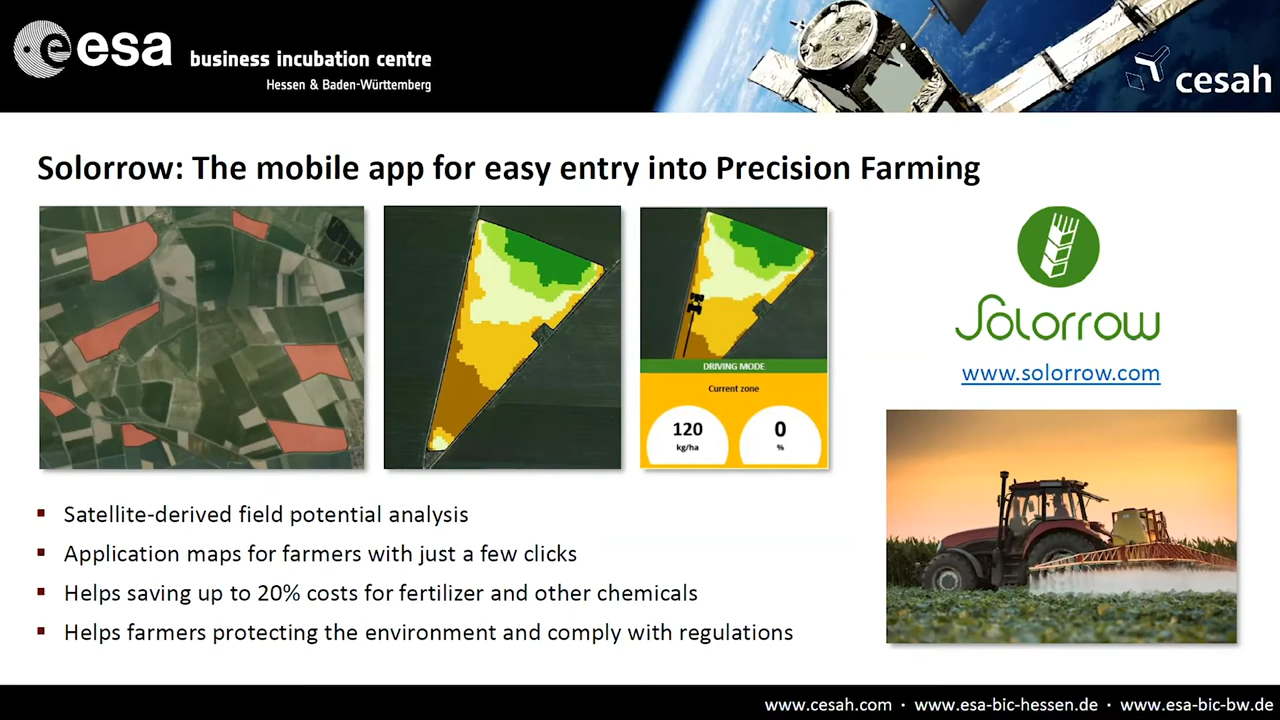 esa business incubation centre
Hessen & Baden-Württemberg
cesah
Solorrow: The mobile app for easy entry into Precision Farming
DRIVING MODE
Current zone
120
kg/ha
0
%
Solorrow
www.solorrow.com
Satellite-derived field potential analysis
Application maps for farmers with just a few clicks
Helps saving up to 20% costs for fertilizer and other chemicals
Helps farmers protecting the environment and comply with regulations
www.cesah.com · www.esa-bic-hessen.de · www.esa-bic-bw.de